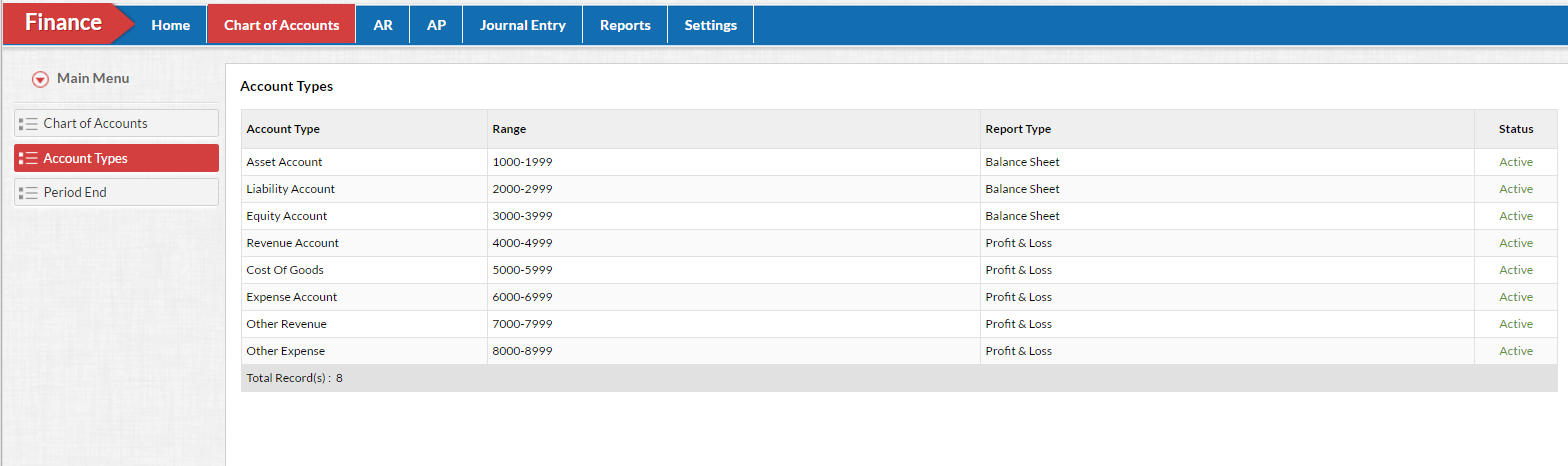 Finance Home Chart of Accounts AR AP Journal Entry Reports Settings
Main Menu
Chart of Accounts
Account Types
Period End
Account Types
Account Type Range Report Type Status
Asset Account 1000-1999 Balance Sheet Active
Liability Account 2000-2999 Balance Sheet Active
Equity Account 3000-3999 Balance Sheet Active
Revenue Account 4000-4999 Profit & Loss Active
Cost Of Goods 5000-5999 Profit & Loss Active
Expense Account 6000-6999 Profit & Loss Active
Other Revenue 7000-7999 Profit & Loss Active
Other Expense 8000-8999 Profit & Loss Active
Total Record(s) : 8